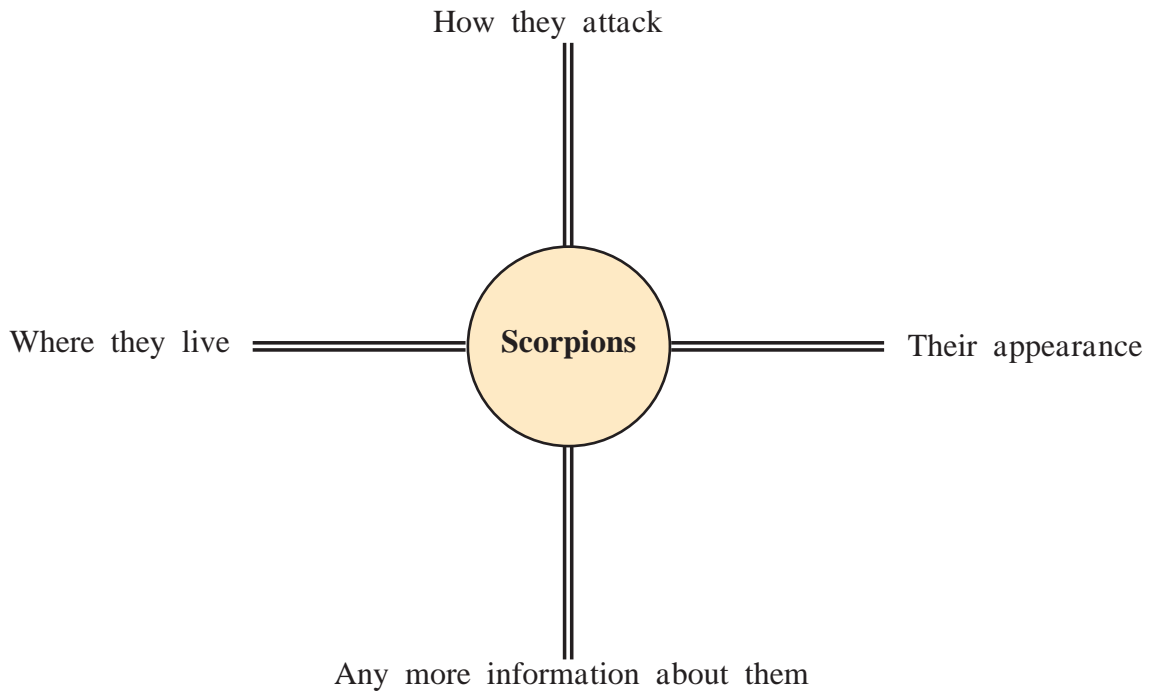 How they attack
Where they live
Scorpions
Their appearance
Any more information about them